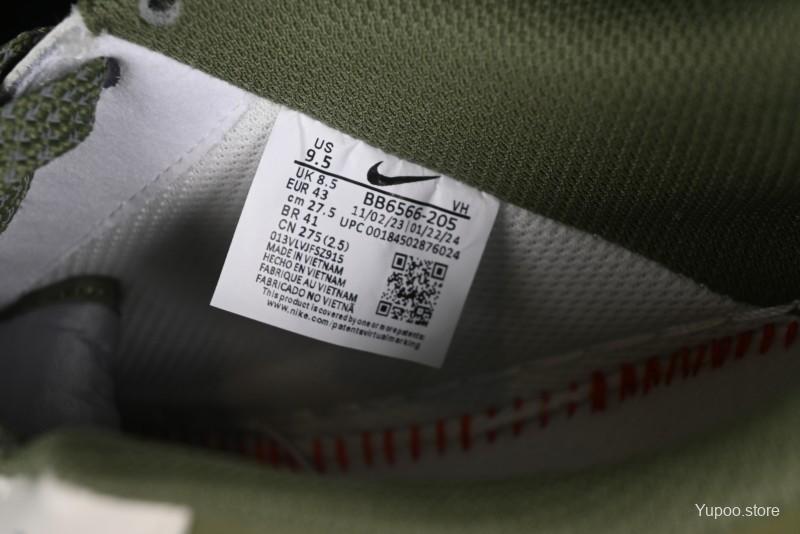 US
9.5
UK 8.5
EUR 43
cm 27.5
BR 41
CN 275 (2.5)
013VLVJFSZ915
MADE IN VIETNAM
HECHO EN VIETNAM
FABRIQUE AU VIETNAM
FABRICADO NO VIETNÃ
This product is covered by one or more patents:
www.nike.com/patentsvirtualmarking
VH
BB6566-205
11/02/23 | 01/22/24
UPC 00184502876024
Yupoo.store